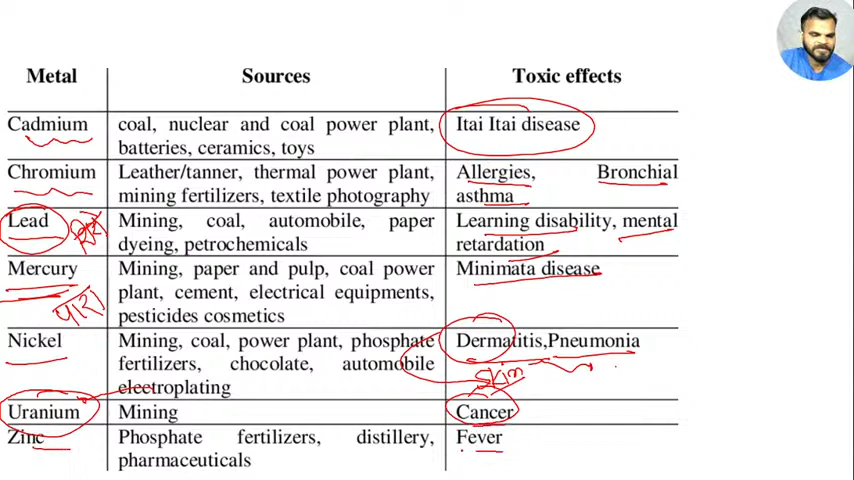 Metal Sources Toxic effects
Cadmium coal, nuclear and coal power plant, Itai Itai disease
batteries, ceramics, toys
Chromium Leather/tanner, thermal power plant, Allergies, Bronchial
mining fertilizers, textile photography asthma
Lead Mining, coal, automobile, paper Learning disability, mental
dyeing, petrochemicals retardation
Mercury Mining, paper and pulp, coal power Minimata disease
plant, cement, electrical equipments,
पारा
pesticides cosmetics
Nickel Mining, coal, power plant, phosphate Dermatitis,Pneumonia
fertilizers, chocolate, automobile
skin
electroplating
Uranium Mining Cancer
Zinc Phosphate fertilizers, distillery, Fever
pharmaceuticals